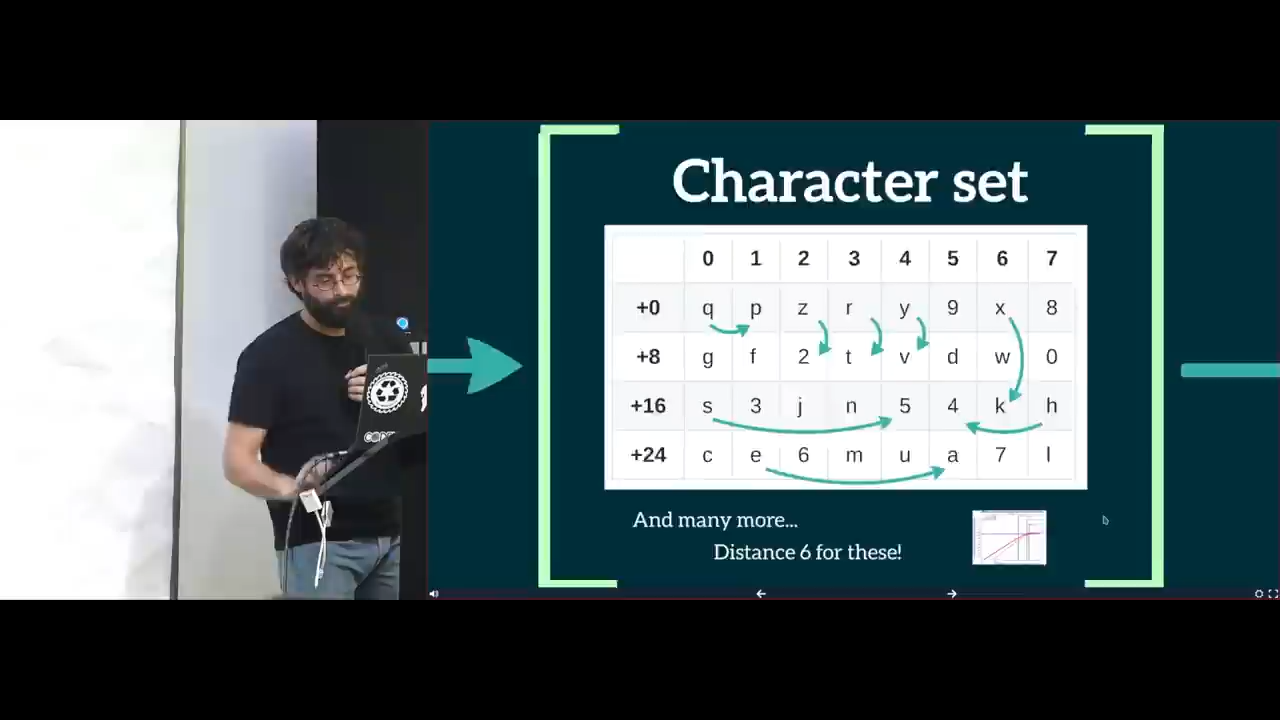 Character set
0 1 2 3 4 5 6 7
+0 q p z r y 9 x 8
+8 g f 2 t v d w 0
+16 s 3 j n 5 4 k h
+24 c e 6 m u a 7 l
And many more...
Distance 6 for these!